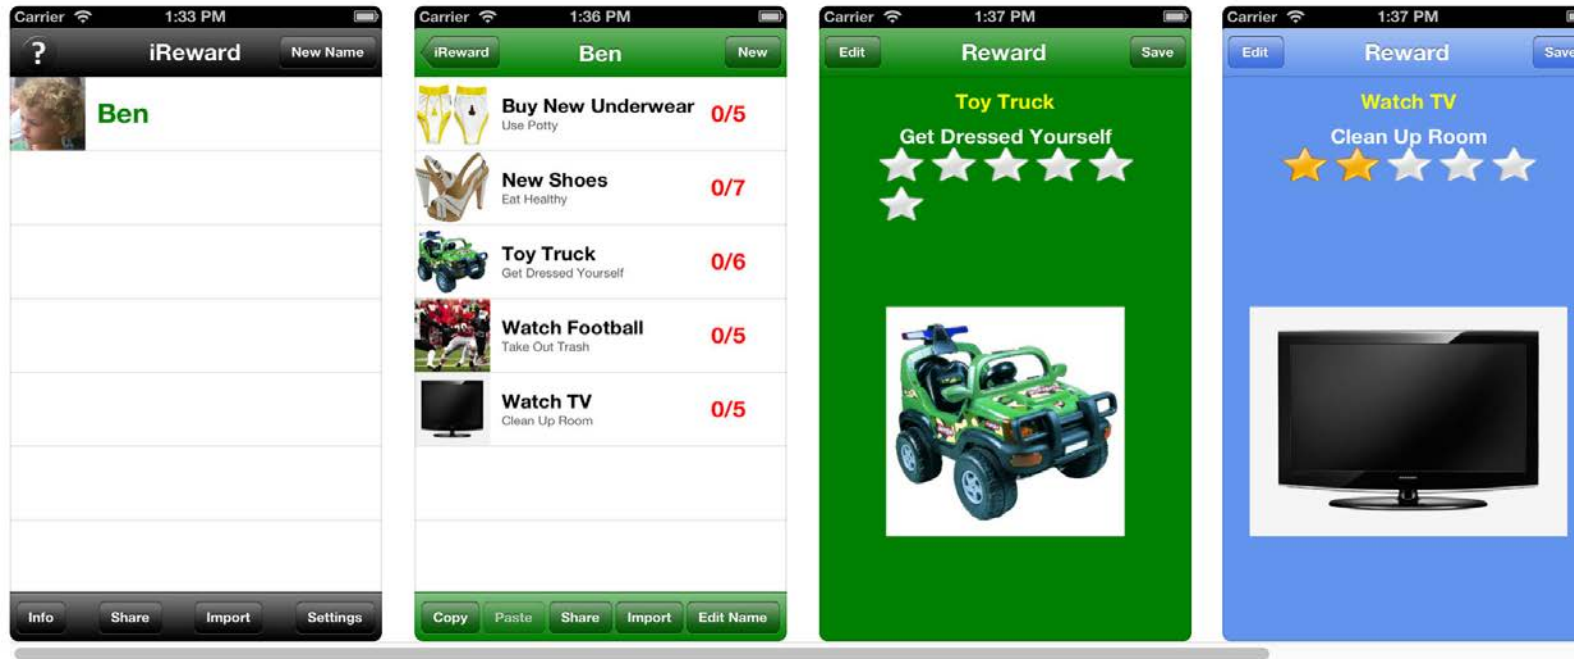 Carrier 1:33 PM
? iReward New Name
Ben
Info Share Import Settings
Carrier 1:36 PM
iReward Ben New
Buy New Underwear 0/5
Use Potty
New Shoes 0/7
Eat Healthy
Toy Truck 0/6
Get Dressed Yourself
Watch Football 0/5
Take Out Trash
Watch TV 0/5
Clean Up Room
Copy Paste Share Import Edit Name
Carrier 1:37 PM
Edit Reward Save
Toy Truck
Get Dressed Yourself
Carrier 1:37 PM
Edit Reward Save
Watch TV
Clean Up Room